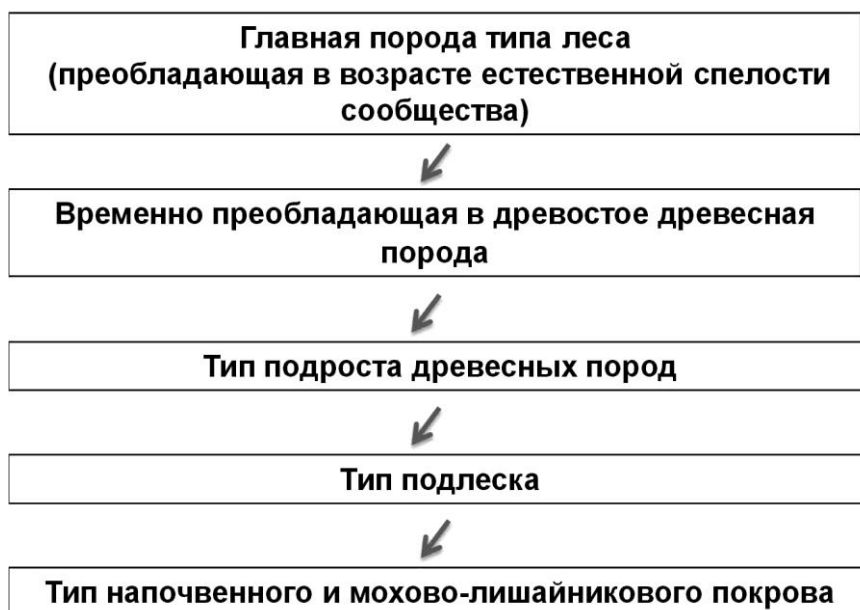 Главная порода типа леса
(преобладающая в возрасте естественной спелости
сообщества)
Временно преобладающая в древостое древесная
порода
Тип подроста древесных пород
Тип подлеска
Тип напочвенного и мохово-лишайникового покрова